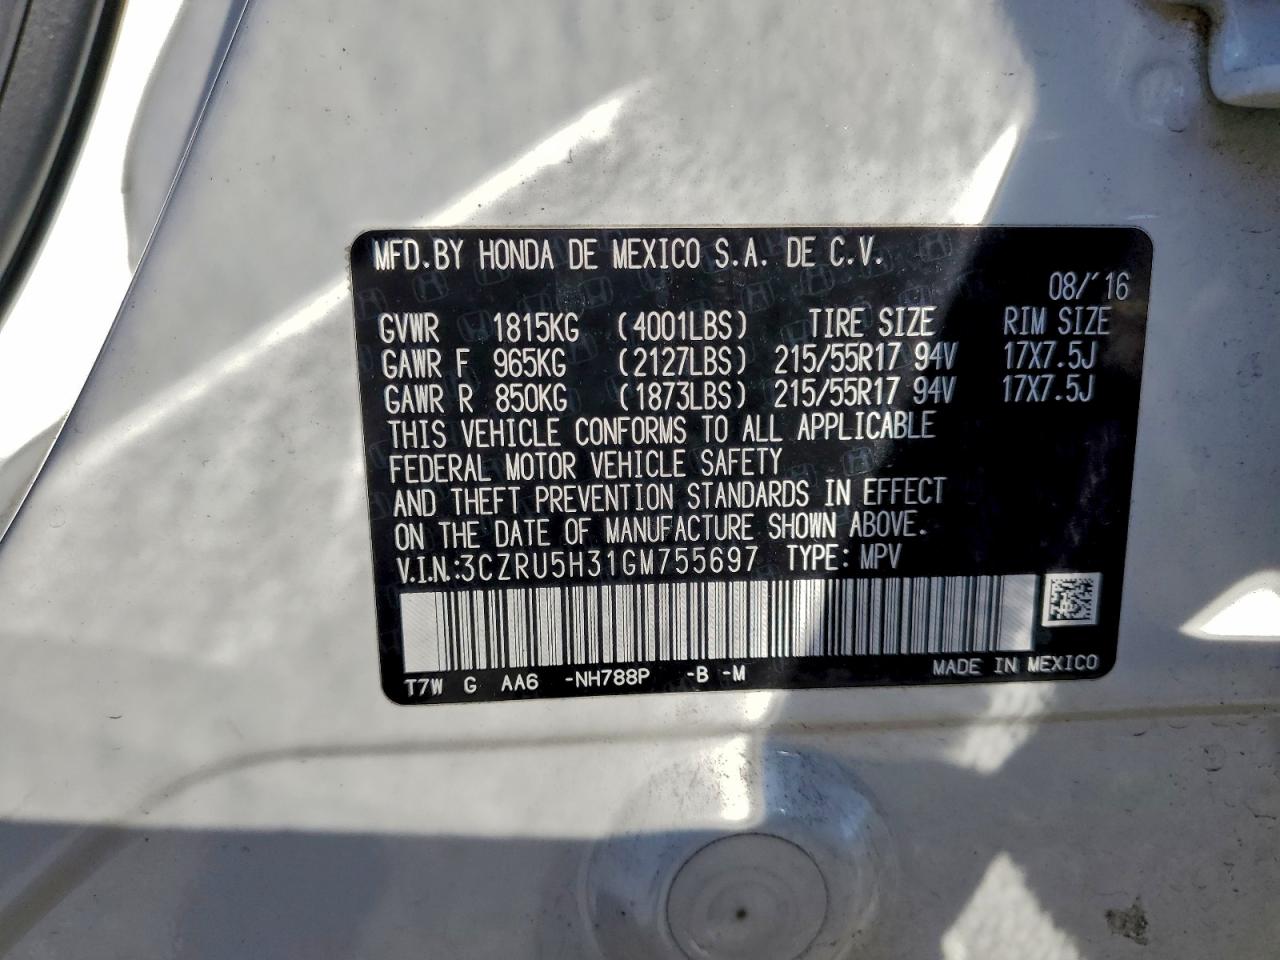 MFD.BY HONDA DE MEXICO S.A. DE C.V.
08/'16
GVWR 1815KG (4001LBS) TIRE SIZE RIM SIZE
GAWR F 965KG (2127LBS) 215/55R17 94V 17X7.5J
GAWR R 850KG (1873LBS) 215/55R17 94V 17X7.5J
THIS VEHICLE CONFORMS TO ALL APPLICABLE
FEDERAL MOTOR VEHICLE SAFETY
AND THEFT PREVENTION STANDARDS IN EFFECT
ON THE DATE OF MANUFACTURE SHOWN ABOVE.
V.I.N.:3CZRU5H31GM755697 TYPE: MPV
T7W G AA6 -NH788P -B -M MADE IN MEXICO